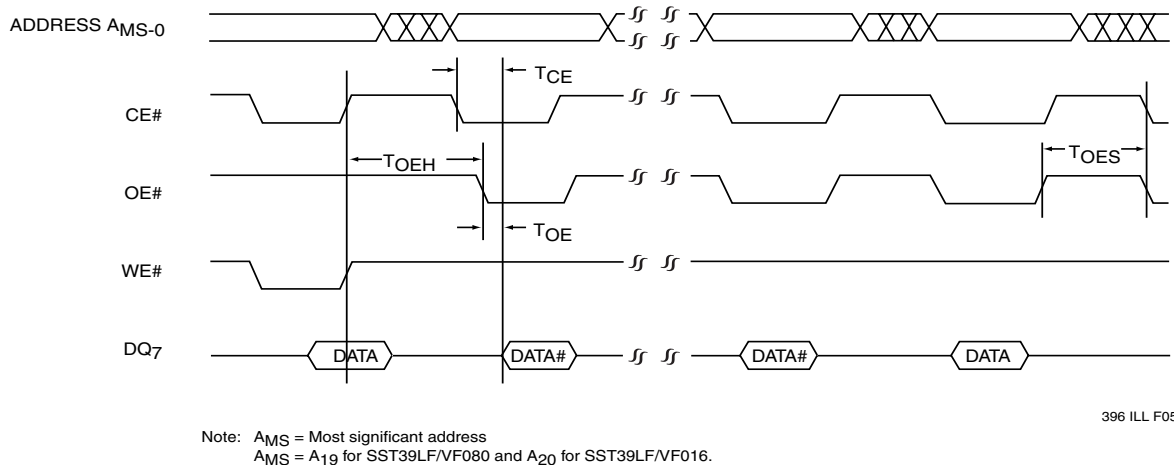 ADDRESS AMS-0
TCE
CE#
TOEH
TOES
OE#
TOE
WE#
DQ7
DATA
DATA#
DATA#
DATA
396 ILL F05
Note: AMS = Most significant address
AMS = A19 for SST39LF/VF080 and A20 for SST39LF/VF016.